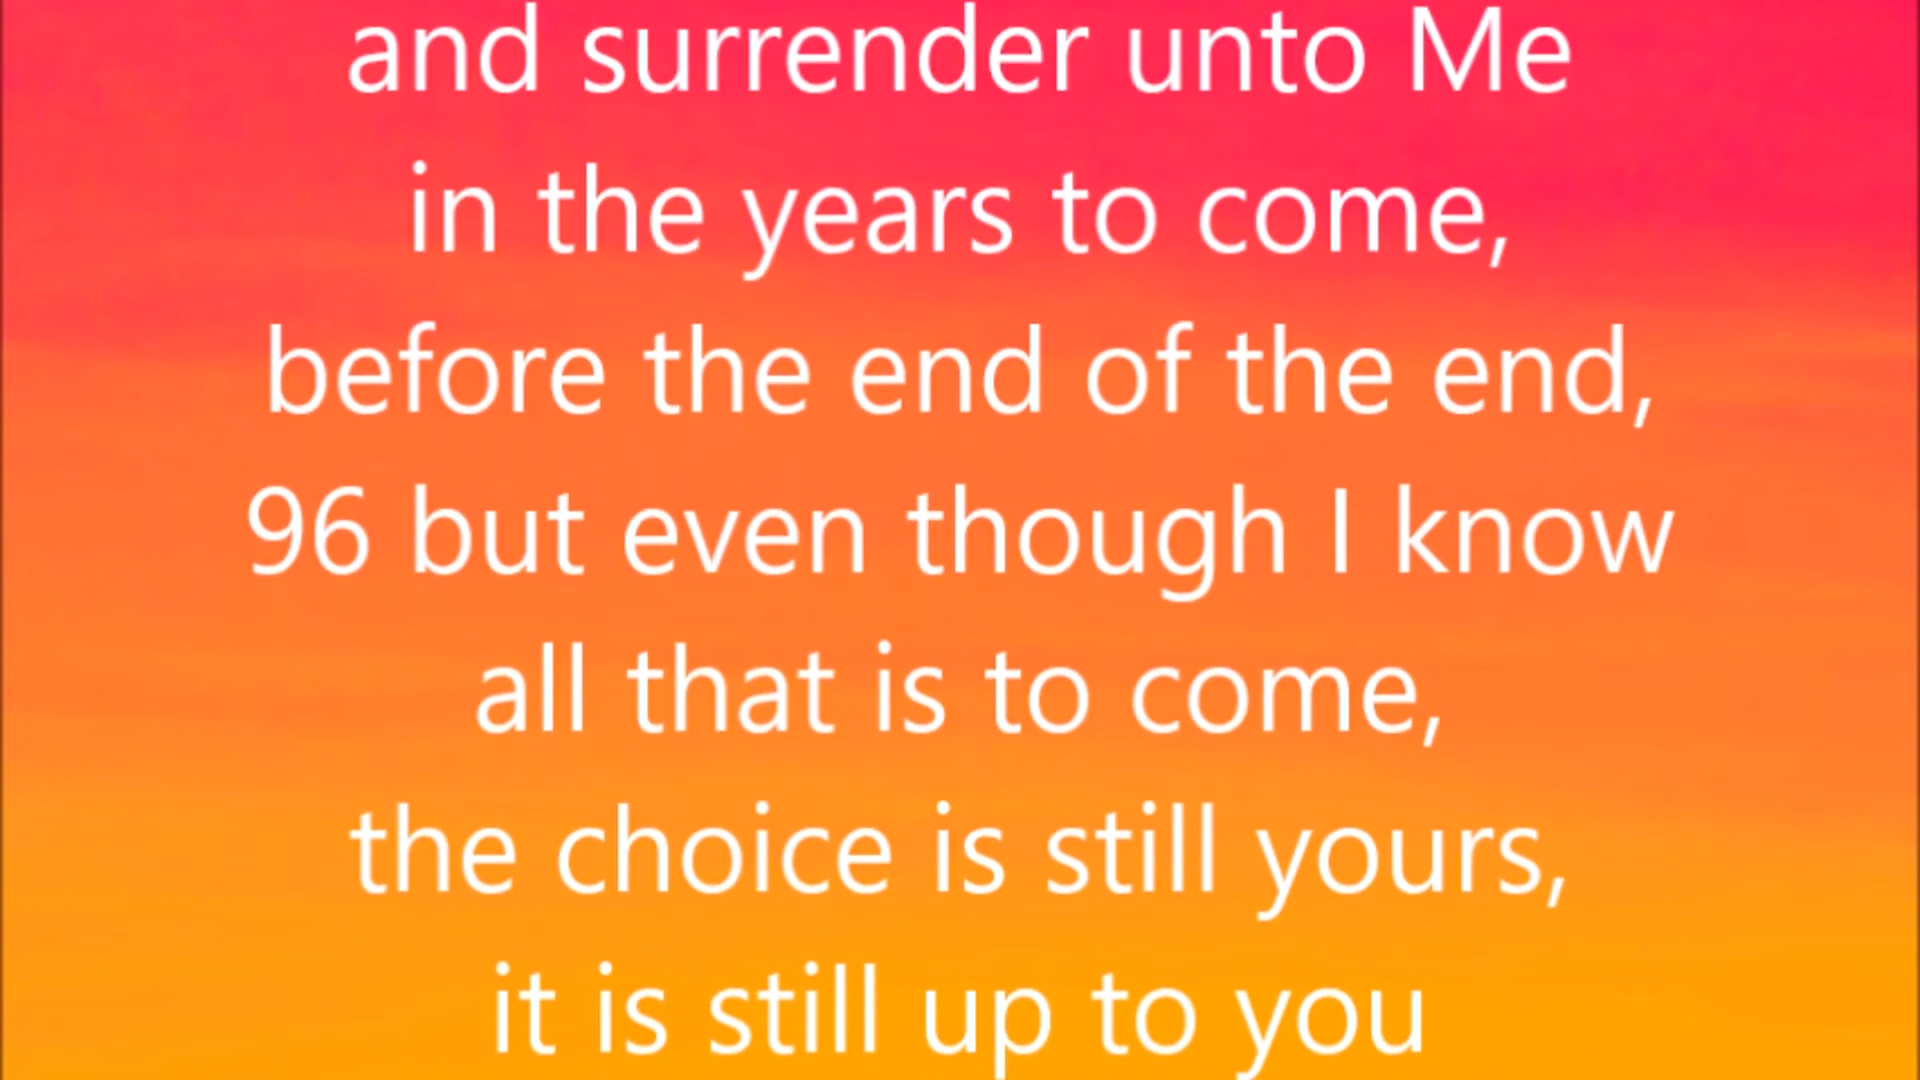 and surrender unto Me
in the years to come,
before the end of the end,
96 but even though I know
all that is to come,
the choice is still yours,
it is still up to you